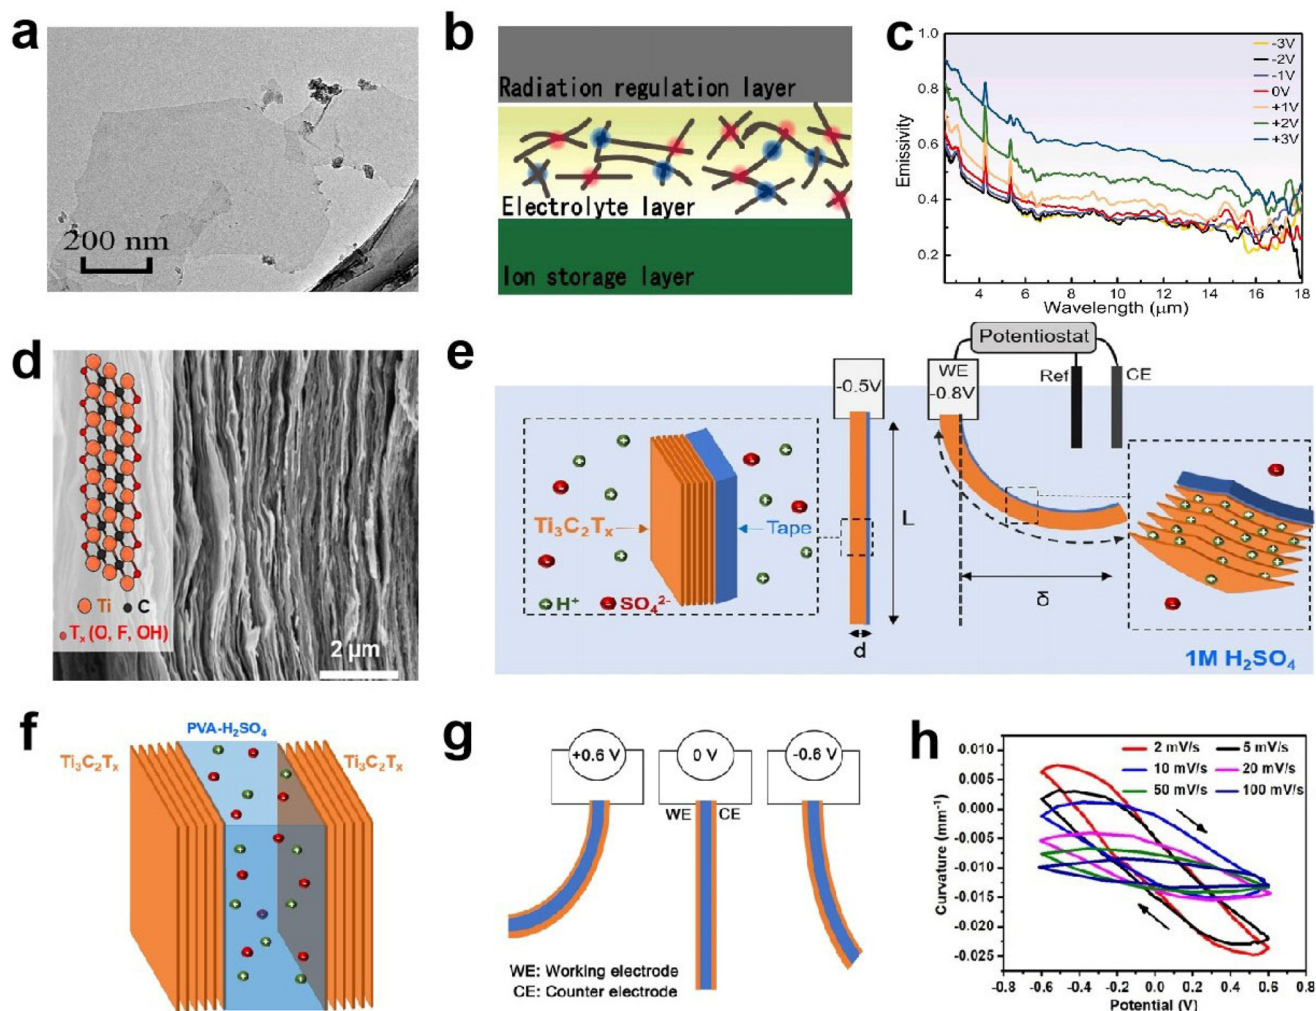 a
200 nm
b
Radiation regulation layer
Electrolyte layer
Ion storage layer
c
1.0
0.8
0.6
0.4
0.2
Emissivity
-3V
-2V
-1V
0V
+1V
+2V
+3V
4 6 8 10 12 14 16 18
Wavelength (μm)
d
Ti C
Tₓ (O, F, OH)
2 μm
e
Potentiostat
-0.5V
WE
-0.8V
Ref
CE
Ti₃C₂Tₓ
Tape
H⁺ SO₄²⁻
L
d
δ
1M H₂SO₄
f
PVA-H₂SO₄
Ti₃C₂Tₓ
Ti₃C₂Tₓ
g
+0.6 V
0 V
-0.6 V
WE CE
WE: Working electrode
CE: Counter electrode
h
0.010
0.005
0.000
-0.005
-0.010
-0.015
-0.020
-0.025
Curvature (mm⁻¹)
2 mV/s 5 mV/s
10 mV/s 20 mV/s
50 mV/s 100 mV/s
-0.8 -0.6 -0.4 -0.2 0.0 0.2 0.4 0.6 0.8
Potential (V)